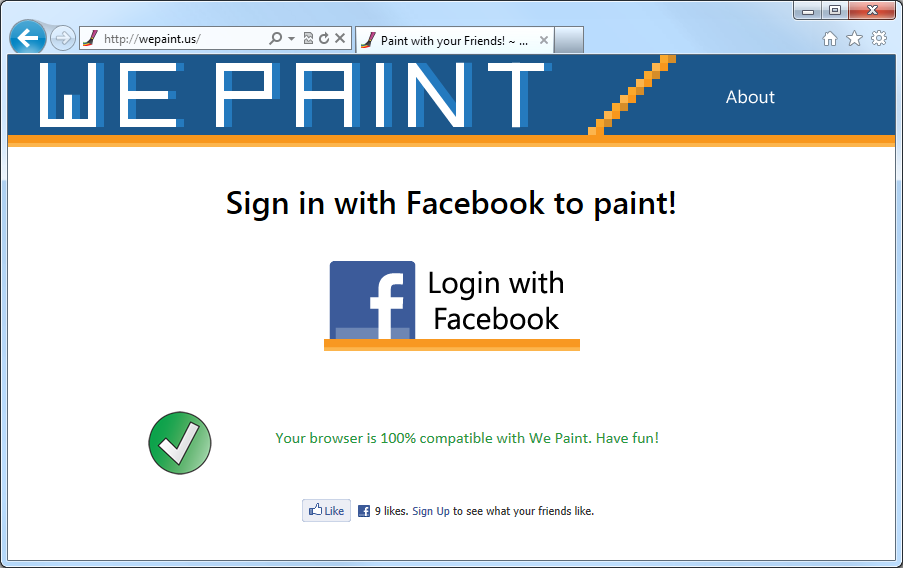 http://wepaint.us/
Paint with your Friends! ~ ...
WE PAINT
About
Sign in with Facebook to paint!
f
Login with
Facebook
Your browser is 100% compatible with We Paint. Have fun!
Like
9 likes. Sign Up to see what your friends like.